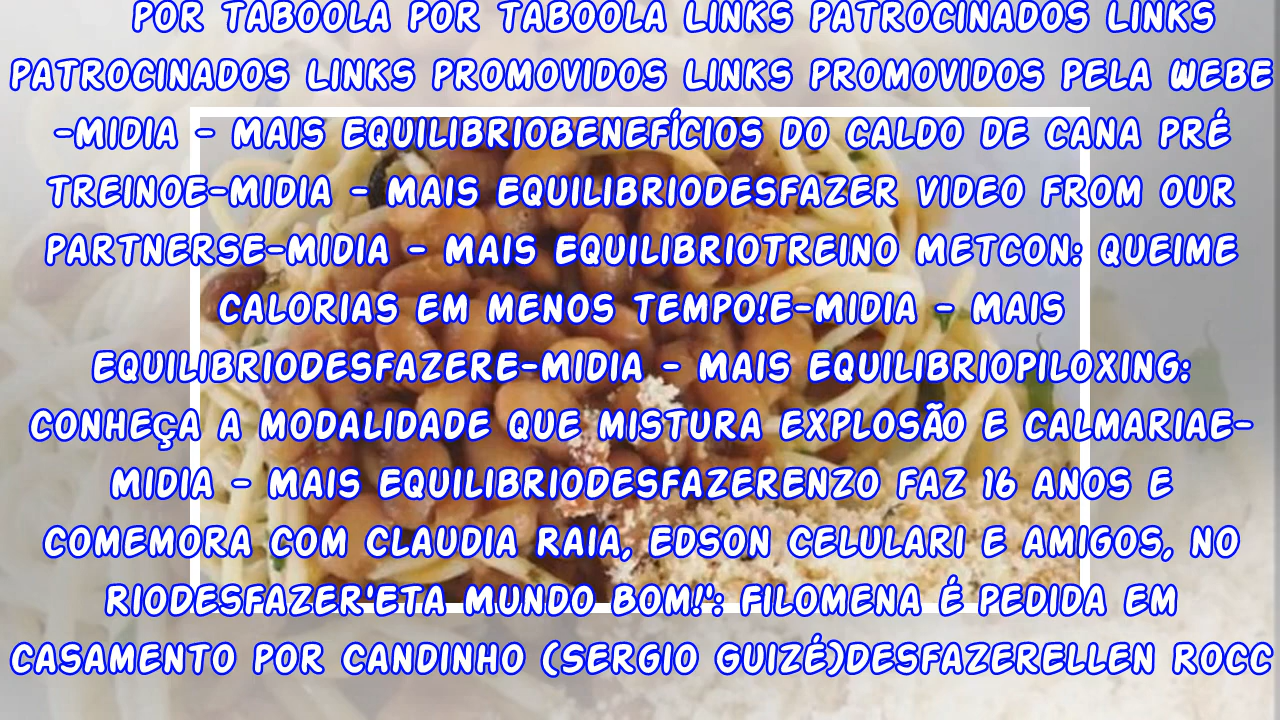 POR TABOOLA POR TABOOLA LINKS PATROCINADOS LINKS
PATROCINADOS LINKS PROMOVIDOS LINKS PROMOVIDOS PELA WEBE
-MIDIA - MAIS EQUILIBRIOBENEFÍCIOS DO CALDO DE CANA PRÉ
TREINOE-MIDIA - MAIS EQUILIBRIODESFAZER VIDEO FROM OUR
PARTNERSE-MIDIA - MAIS EQUILIBRIOTREINO METCON: QUEIME
CALORIAS EM MENOS TEMPO!E-MIDIA - MAIS
EQUILIBRIODESFAZERE-MIDIA - MAIS EQUILIBRIOPILOXING:
CONHEÇA A MODALIDADE QUE MISTURA EXPLOSÃO E CALMARIAE-
MIDIA - MAIS EQUILIBRIODESFAZERENZO FAZ 16 ANOS E
COMEMORA COM CLAUDIA RAIA, EDSON CELULARI E AMIGOS, NO
RIODESFAZER'ETA MUNDO BOM!': FILOMENA É PEDIDA EM
CASAMENTO POR CANDINHO (SERGIO GUIZÉ)DESFAZERELLEN ROCC